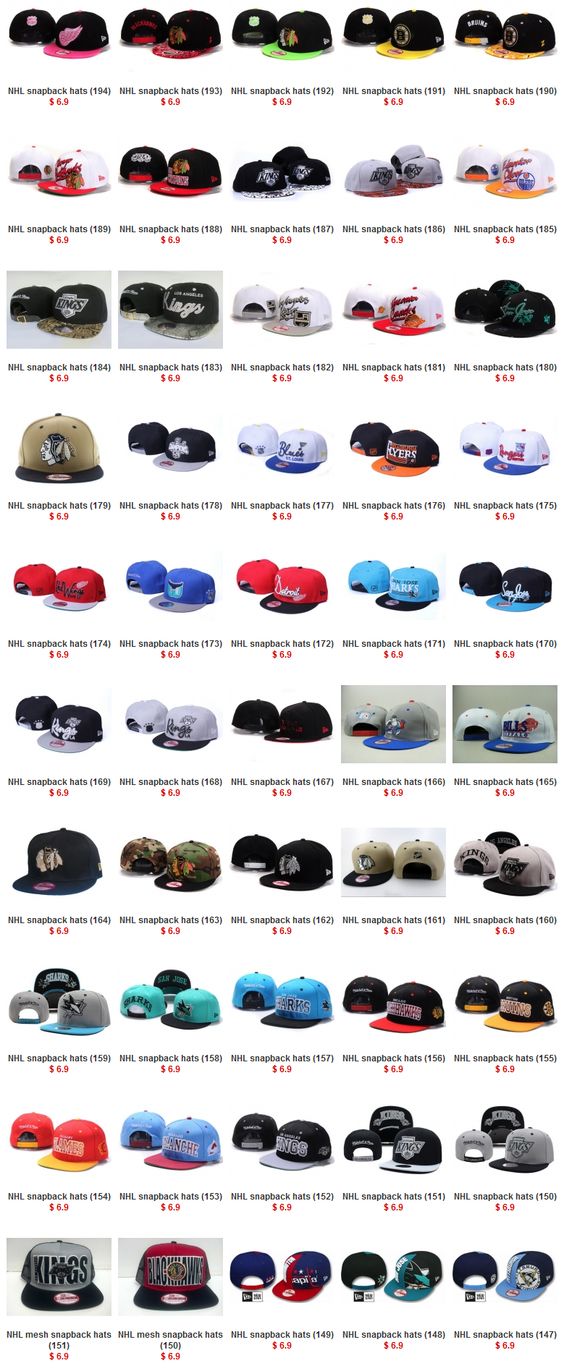 NHL snapback hats (194) NHL snapback hats (193) NHL snapback hats (192) NHL snapback hats (191) NHL snapback hats (190)
$ 6.9 $ 6.9 $ 6.9 $ 6.9 $ 6.9
NHL snapback hats (189) NHL snapback hats (188) NHL snapback hats (187) NHL snapback hats (186) NHL snapback hats (185)
$ 6.9 $ 6.9 $ 6.9 $ 6.9 $ 6.9
NHL snapback hats (184) NHL snapback hats (183) NHL snapback hats (182) NHL snapback hats (181) NHL snapback hats (180)
$ 6.9 $ 6.9 $ 6.9 $ 6.9 $ 6.9
NHL snapback hats (179) NHL snapback hats (178) NHL snapback hats (177) NHL snapback hats (176) NHL snapback hats (175)
$ 6.9 $ 6.9 $ 6.9 $ 6.9 $ 6.9
NHL snapback hats (174) NHL snapback hats (173) NHL snapback hats (172) NHL snapback hats (171) NHL snapback hats (170)
$ 6.9 $ 6.9 $ 6.9 $ 6.9 $ 6.9
NHL snapback hats (169) NHL snapback hats (168) NHL snapback hats (167) NHL snapback hats (166) NHL snapback hats (165)
$ 6.9 $ 6.9 $ 6.9 $ 6.9 $ 6.9
NHL snapback hats (164) NHL snapback hats (163) NHL snapback hats (162) NHL snapback hats (161) NHL snapback hats (160)
$ 6.9 $ 6.9 $ 6.9 $ 6.9 $ 6.9
NHL snapback hats (159) NHL snapback hats (158) NHL snapback hats (157) NHL snapback hats (156) NHL snapback hats (155)
$ 6.9 $ 6.9 $ 6.9 $ 6.9 $ 6.9
NHL snapback hats (154) NHL snapback hats (153) NHL snapback hats (152) NHL snapback hats (151) NHL snapback hats (150)
$ 6.9 $ 6.9 $ 6.9 $ 6.9 $ 6.9
KINGS BLACKHAWKS
NHL mesh snapback hats NHL mesh snapback hats NHL snapback hats (149) NHL snapback hats (148) NHL snapback hats (147)
(151) (150) $ 6.9 $ 6.9 $ 6.9
$ 6.9 $ 6.9